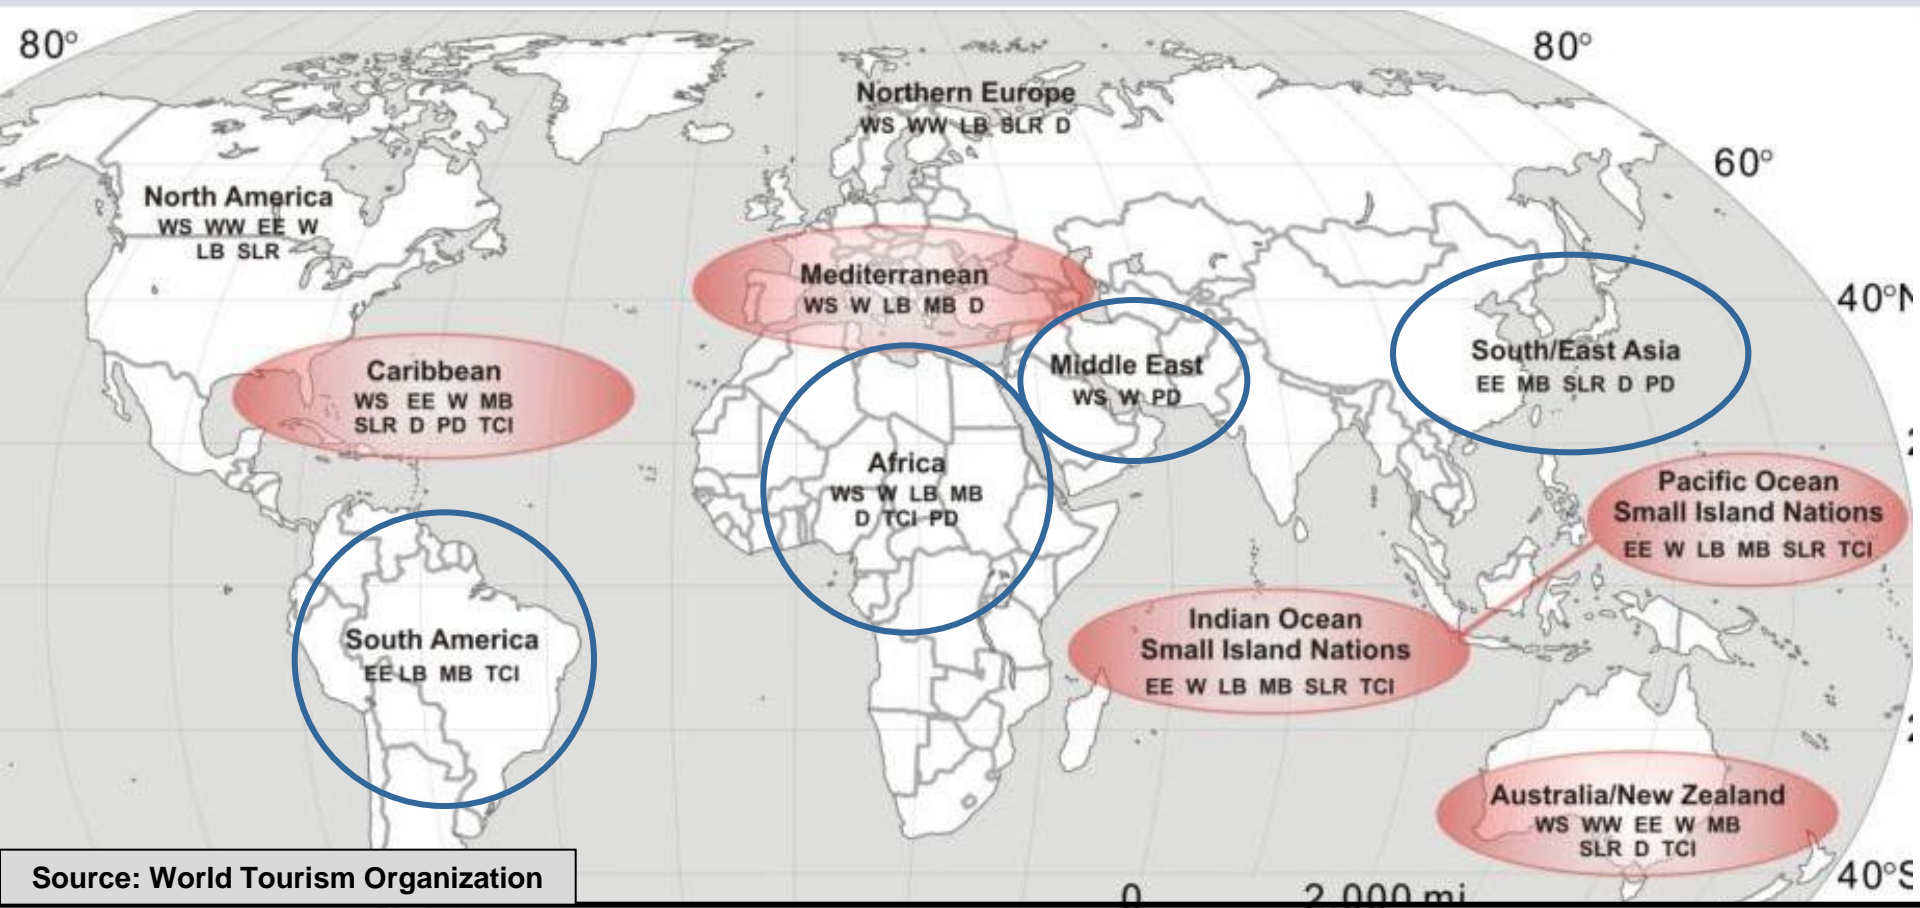 80°
80°
Northern Europe
WS WW LB SLR D
60°
North America
WS WW EE W
LB SLR
Mediterranean
WS W LB MB D
40°N
South/East Asia
EE MB SLR D PD
Middle East
WS W PD
Caribbean
WS EE W MB
SLR D PD TCI
Africa
WS W LB MB
D TCI PD
Pacific Ocean
Small Island Nations
EE W LB MB SLR TCI
Indian Ocean
Small Island Nations
EE W LB MB SLR TCI
South America
EE LB MB TCI
Australia/New Zealand
WS WW EE W MB
SLR D TCI
Source: World Tourism Organization
40°S
0 2,000 mi